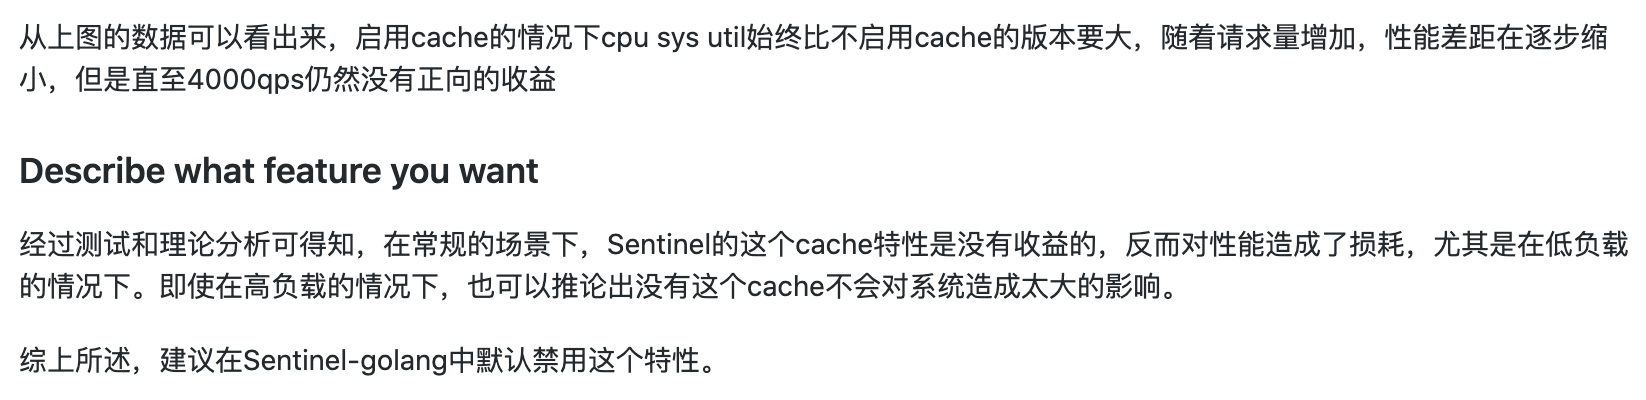 从上图的数据可以看出来，启用cache的情况下cpu sys util始终比不启用cache的版本要大，随着请求量增加，性能差距在逐步缩
小，但是直至4000qps仍然没有正向的收益
Describe what feature you want
经过测试和理论分析可得知，在常规的场景下，Sentinel的这个cache特性是没有收益的，反而对性能造成了损耗，尤其是在低负载
的情况下。即使在高负载的情况下，也可以推论出没有这个cache不会对系统造成太大的影响。
综上所述，建议在Sentinel-golang中默认禁用这个特性。